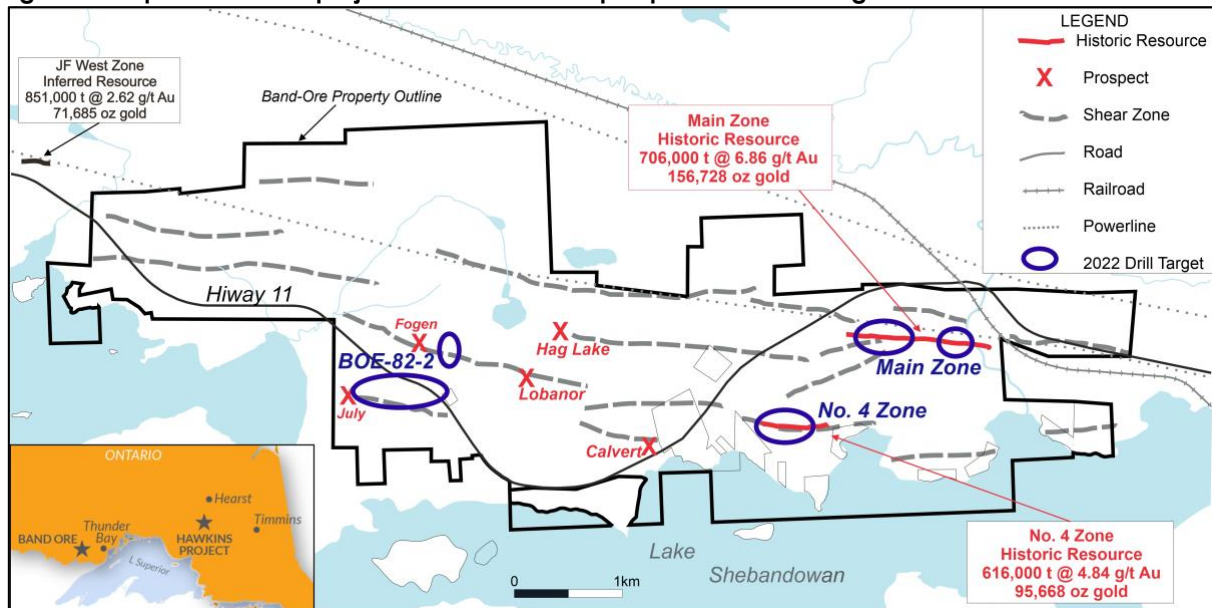 JF West Zone
Inferred Resource
851,000 t @ 2.62 g/t Au
71,685 oz gold
Band-Ore Property Outline
Main Zone
Historic Resource
706,000 t @ 6.86 g/t Au
156,728 oz gold
LEGEND
Historic Resource
X Prospect
Shear Zone
Road
Railroad
Powerline
2022 Drill Target
Hiway 11
Fogen
X
BOE-82-2
X
July
X
Hag Lake
X
Lobanor
Calvert X
Main Zone
No. 4 Zone
ONTARIO
Hearst
Timmins
Thunder
Bay
BAND ORE
HAWKINS
PROJECT
L Superior
0 1km
Lake
Shebandowan
No. 4 Zone
Historic Resource
616,000 t @ 4.84 g/t Au
95,668 oz gold